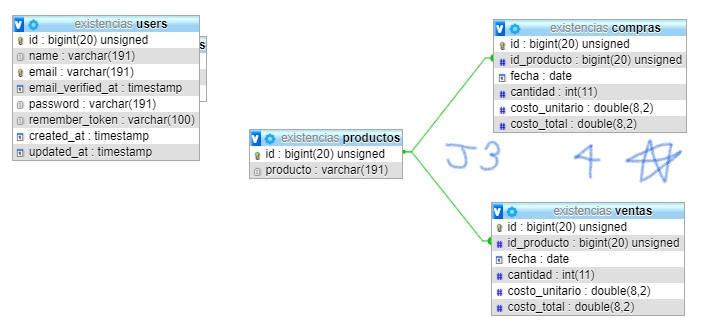 existencias users
id : bigint(20) unsigned
name : varchar(191)
email : varchar(191)
email_verified_at : timestamp
password : varchar(191)
remember_token : varchar(100)
created_at : timestamp
updated_at : timestamp
s
existencias productos
id : bigint(20) unsigned
producto : varchar(191)
existencias compras
id : bigint(20) unsigned
id_producto : bigint(20) unsigned
fecha : date
cantidad : int(11)
costo_unitario : double(8,2)
costo_total : double(8,2)
J3 4
existencias ventas
id : bigint(20) unsigned
id_producto : bigint(20) unsigned
fecha : date
cantidad : int(11)
costo_unitario : double(8,2)
costo_total : double(8,2)